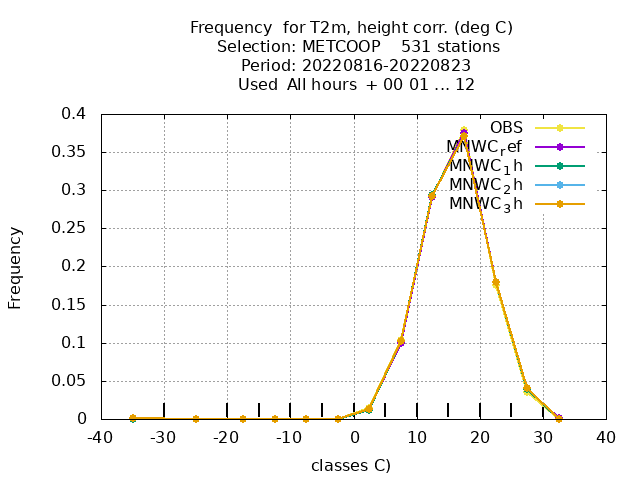 Frequency for T2m, height corr. (deg C)
Selection: METCOOP 531 stations
Period: 20220816-20220823
Used All hours + 00 01 ... 12
0.4
0.35
0.3
0.25
0.2
0.15
0.1
0.05
0
Frequency
OBS
MNWC_ref
MNWC_1h
MNWC_2h
MNWC_3h
-40 -30 -20 -10 0 10 20 30 40
classes C)